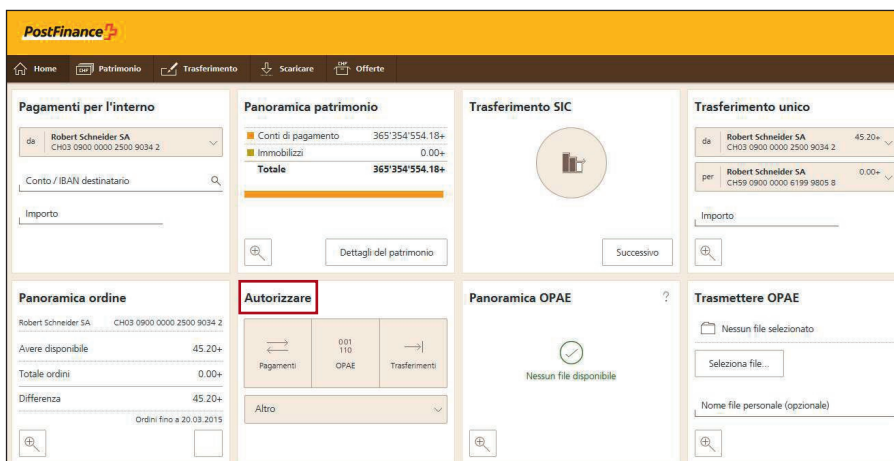 PostFinance
Home Patrimonio Trasferimento Scaricare Offerte
Pagamenti per l'interno
da Robert Schneider SA
CH03 0900 0000 2500 9034 2
Conto / IBAN destinatario
Importo
Panoramica patrimonio
Conti di pagamento 365'354'554.18+
Immobilizzi 0.00+
Totale 365'354'554.18+
Dettagli del patrimonio
Trasferimento SIC
Successivo
Trasferimento unico
da Robert Schneider SA 45.20+
CH03 0900 0000 2500 9034 2
per Robert Schneider SA 0.00+
CH59 0900 0000 6199 9805 8
Importo
Panoramica ordine
Robert Schneider SA CH03 0900 0000 2500 9034 2
Avere disponibile 45.20+
Totale ordini 0.00+
Differenza 45.20+
Ordini fino a 20.03.2015
Autorizzare
001
110
Pagamenti OPAE Trasferimenti
Altro
Panoramica OPAE ?
Nessun file disponibile
Trasmettere OPAE
Nessun file selezionato
Seleziona file...
Nome file personale (opzionale)